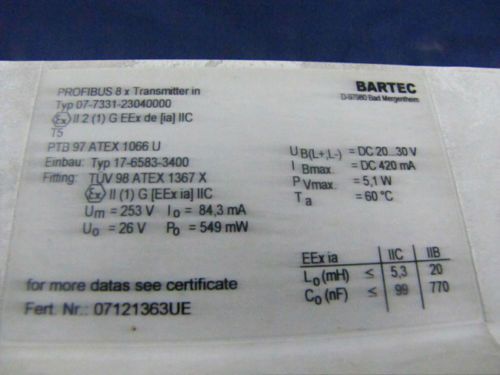 PROFIBUS 8 x Transmitter in
Typ 07-7331-23040000
Ex II 2 (1) G EEx de [ia] IIC
T5
PTB 97 ATEX 1066 U
Einbau: Typ 17-6583-3400
Fitting: TÜV 98 ATEX 1367 X
Ex II (1) G [EEx ia] IIC
Um = 253 V Io = 84,3 mA
Uo = 26 V Po = 549 mW
for more datas see certificate
Fert. Nr.: 07121363UE
BARTEC
D-97980 Bad Mergentheim
UB(L+,L-) = DC 20...30 V
I Bmax. = DC 420 mA
P Vmax. = 5,1 W
Ta = 60 °C
EEx ia IIC IIB
Lo (mH) ≤ 5,3 20
Co (nF) ≤ 99 770